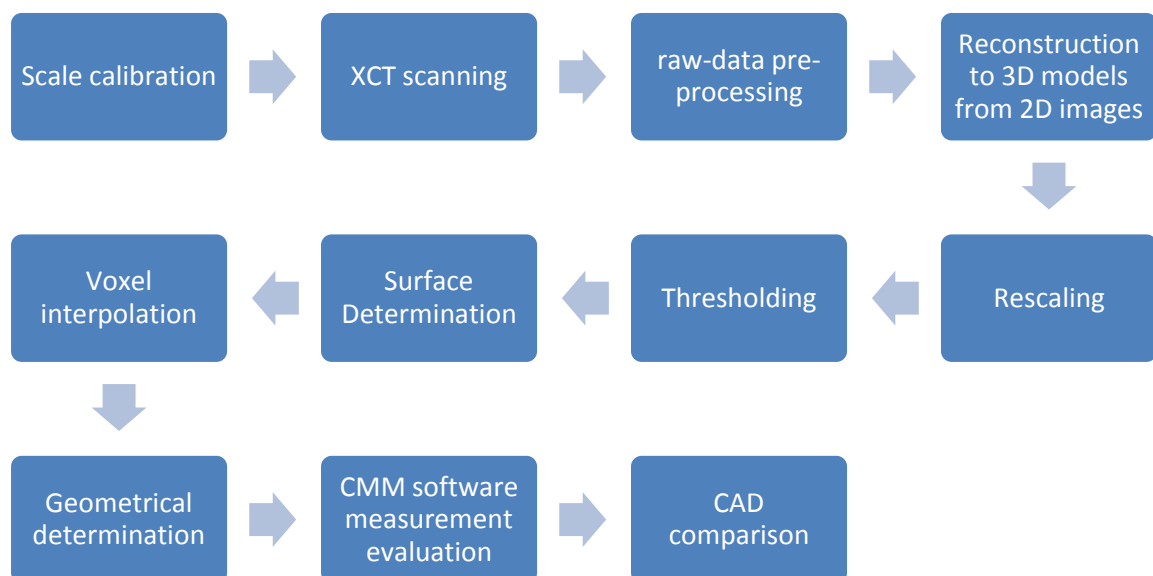 Scale calibration
XCT scanning
raw-data pre-
processing
Reconstruction
to 3D models
from 2D images
Rescaling
Thresholding
Surface
Determination
Voxel
interpolation
Geometrical
determination
CMM software
measurement
evaluation
CAD
comparison